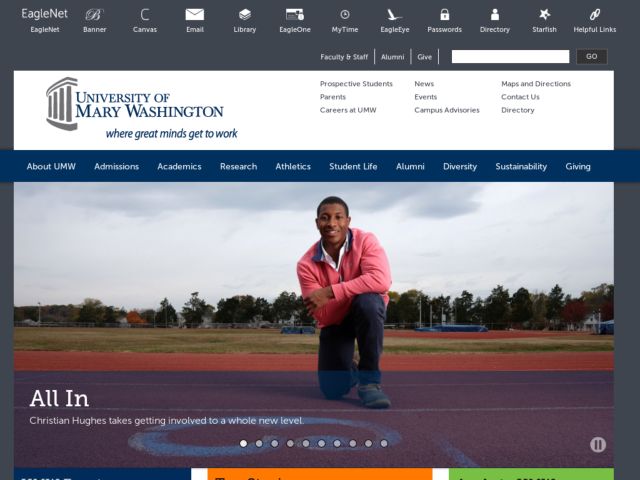 EagleNet
EagleNet
Banner
Canvas
Email
Library
EagleOne
MyTime
EagleEye
Passwords
Directory
Starfish
Helpful Links
Faculty & Staff
Alumni
Give
GO
UNIVERSITY OF
MARY WASHINGTON
where great minds get to work
Prospective Students
Parents
Careers at UMW
News
Events
Campus Advisories
Maps and Directions
Contact Us
Directory
About UMW
Admissions
Academics
Research
Athletics
Student Life
Alumni
Diversity
Sustainability
Giving
All In
Christian Hughes takes getting involved to a whole new level.